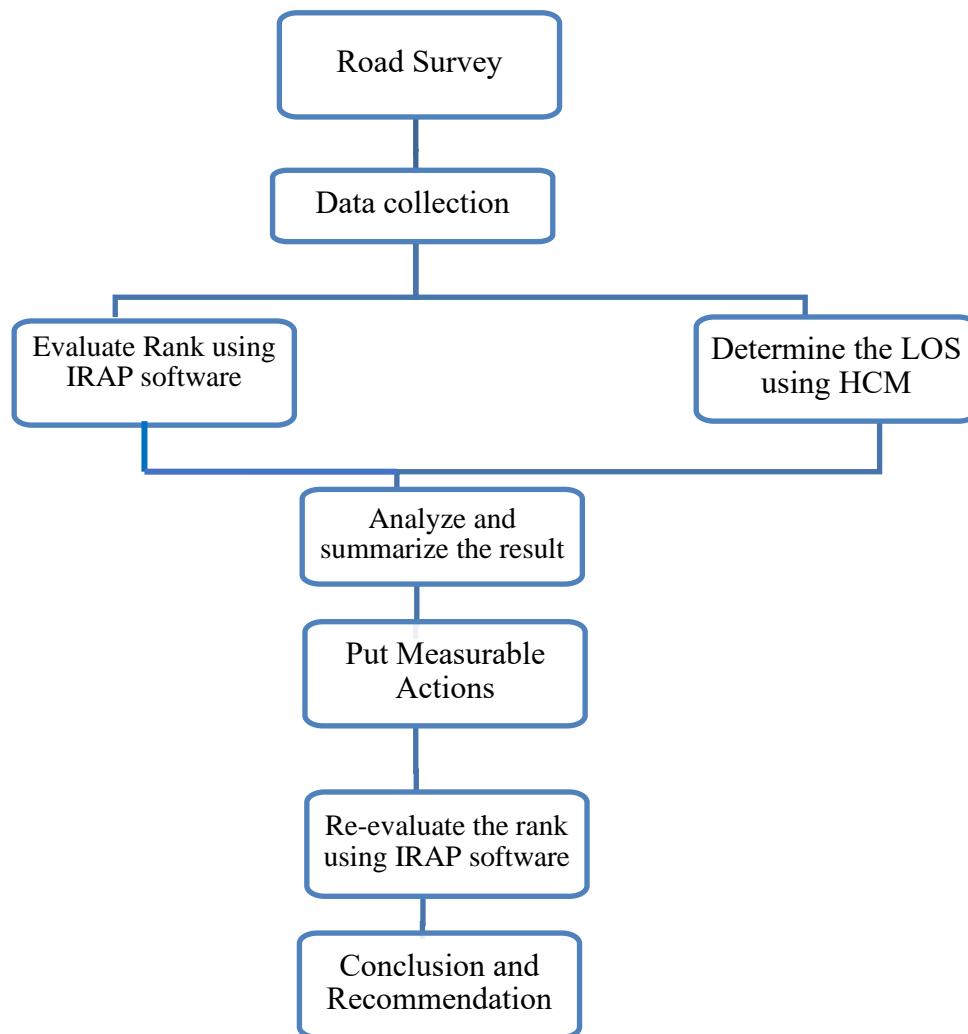 Road Survey
Data collection
Evaluate Rank using
IRAP software
Determine the LOS
using HCM
Analyze and
summarize the result
Put Measurable
Actions
Re-evaluate the rank
using IRAP software
Conclusion and
Recommendation